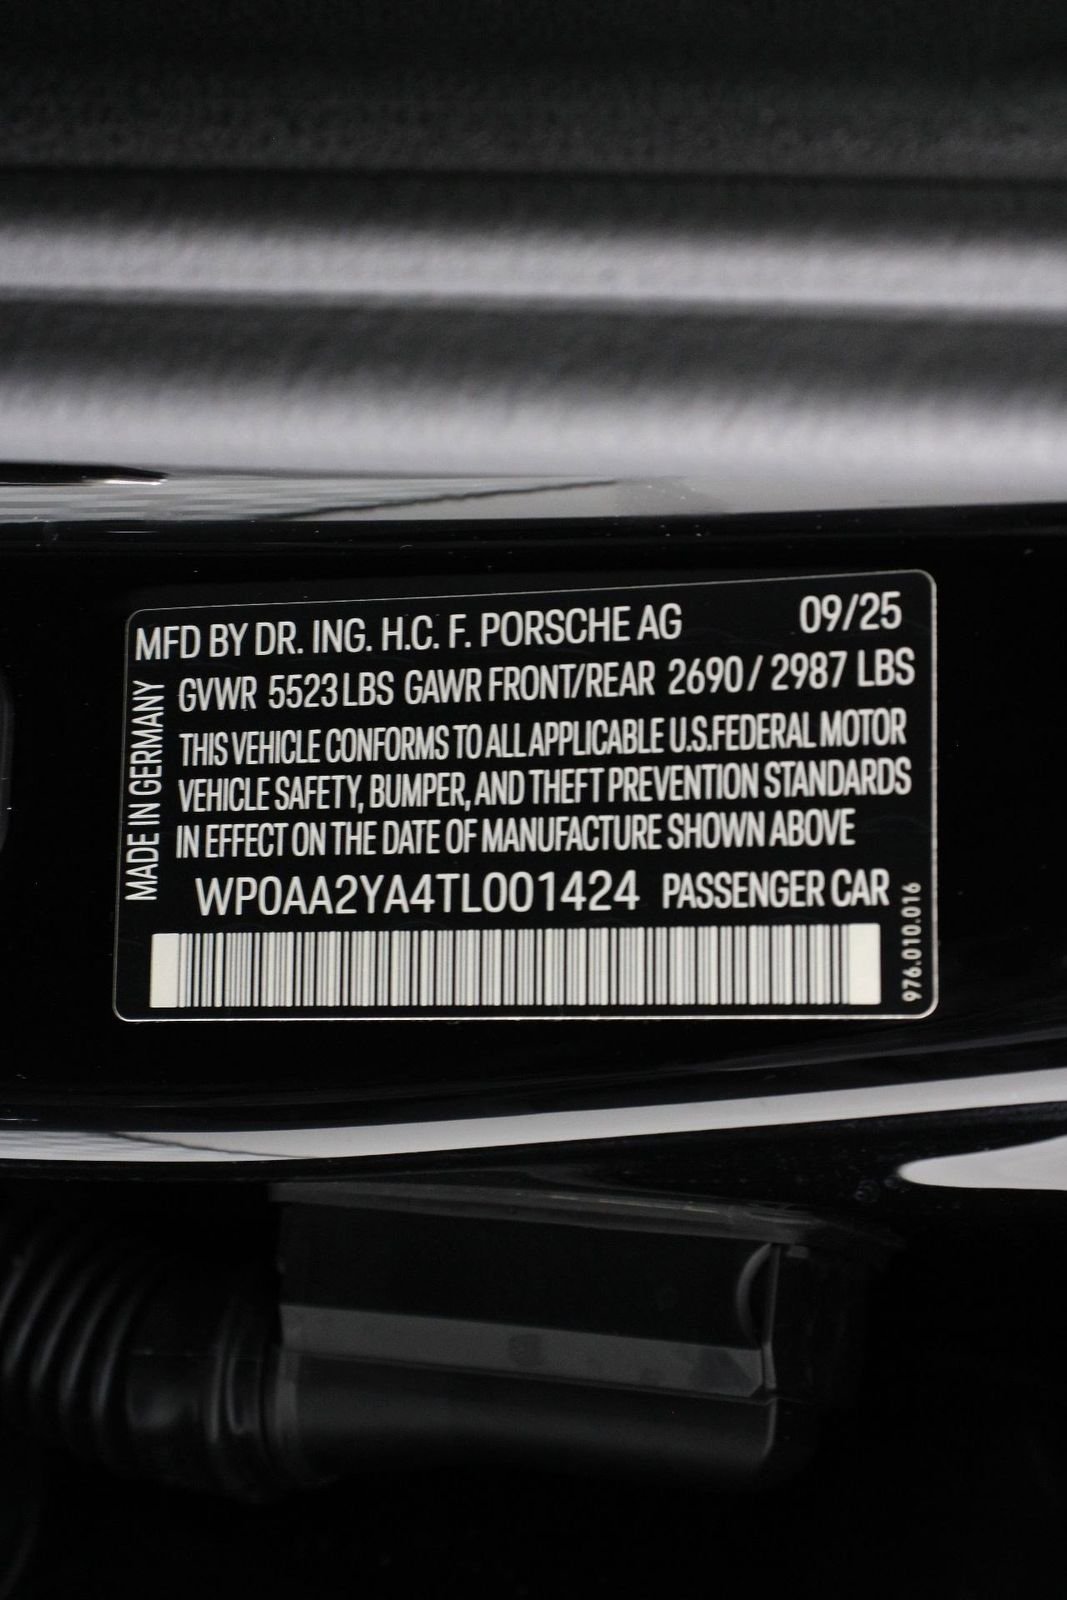 MFD BY DR. ING. H.C. F. PORSCHE AG 09/25
GVWR 5523 LBS GAWR FRONT/REAR 2690 / 2987 LBS
THIS VEHICLE CONFORMS TO ALL APPLICABLE U.S.FEDERAL MOTOR
VEHICLE SAFETY, BUMPER, AND THEFT PREVENTION STANDARDS
IN EFFECT ON THE DATE OF MANUFACTURE SHOWN ABOVE
WP0AA2YA4TL001424 PASSENGER CAR
MADE IN GERMANY
976.010.016